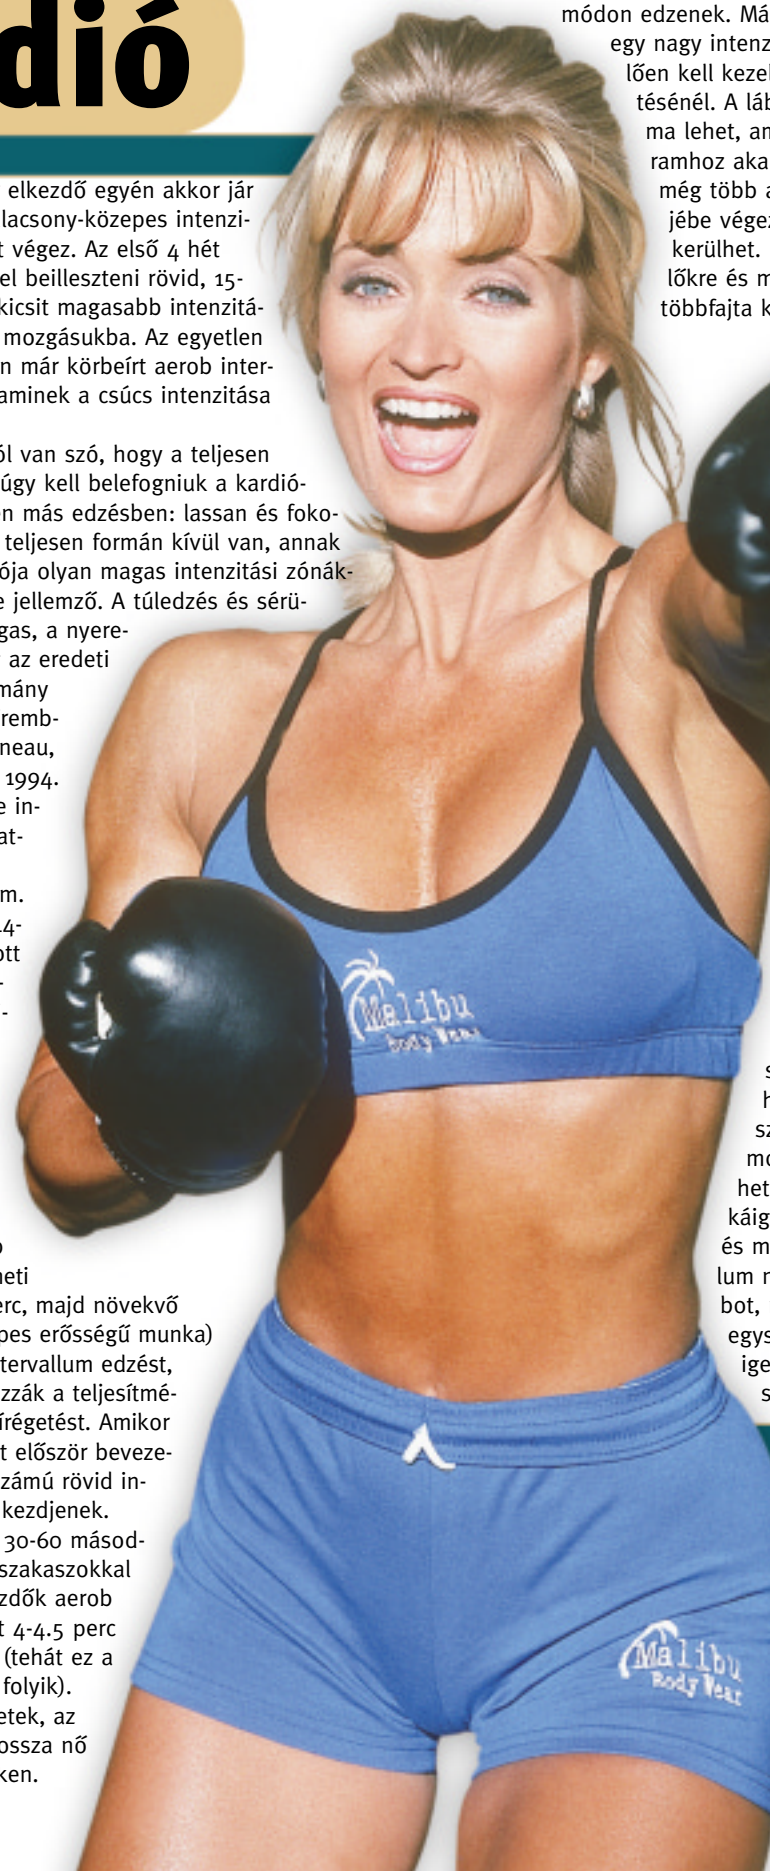 dió
elkezdő egyén akkor jár
lacsony-közepes intenzi-
t végez. Az első 4 hét
el beilleszteni rövid, 15-
kicsit magasabb intenzitá-
mozgásukba. Az egyetlen
n már körbeírt aerob inter-
aminek a csúcs intenzitása
ól van szó, hogy a teljesen
úgy kell belefogniuk a kardió-
en más edzésben: lassan és foko-
teljesen formán kívül van, annak
ója olyan magas intenzitási zónák-
e jellemző. A túledzés és sérü-
gas, a nyere-
az eredeti
mány
remb-
neau,
1994.
e in-
at-
m.
4-
ott
-
-
heti
erc, majd növekvő
pes erősségű munka)
tervallum edzést,
zzák a teljesítmé-
írégetést. Amikor
t először beveze-
zámú rövid in-
kezdjenek.
30-60 másod-
szakaszokkal
zdők aerob
t 4-4.5 perc
(tehát ez a
folyik).
etek, az
ossza nő
ken.
módon edzenek. Má
egy nagy intenz
lően kell kezel
tésénél. A láb
ma lehet, am
ramhoz aka
még több a
jébe végez
kerülhet.
lőkre és m
többfajta k
s
h
sz
mo
het
káig
és m
lum r
bot,
egys
ige
s
Malibu
Body Wear
Malibu
Body Wear